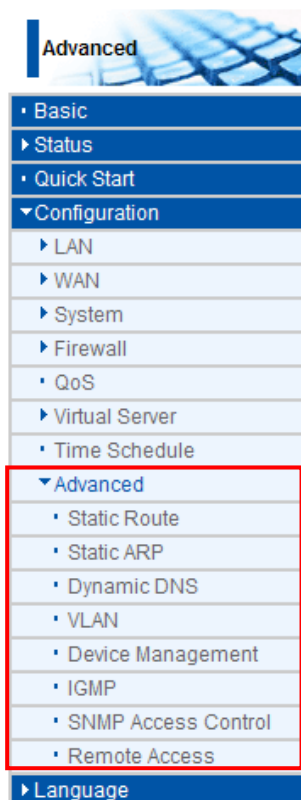 Advanced
Basic
Status
Quick Start
Configuration
LAN
WAN
System
Firewall
QoS
Virtual Server
Time Schedule
Advanced
Static Route
Static ARP
Dynamic DNS
VLAN
Device Management
IGMP
SNMP Access Control
Remote Access
Language